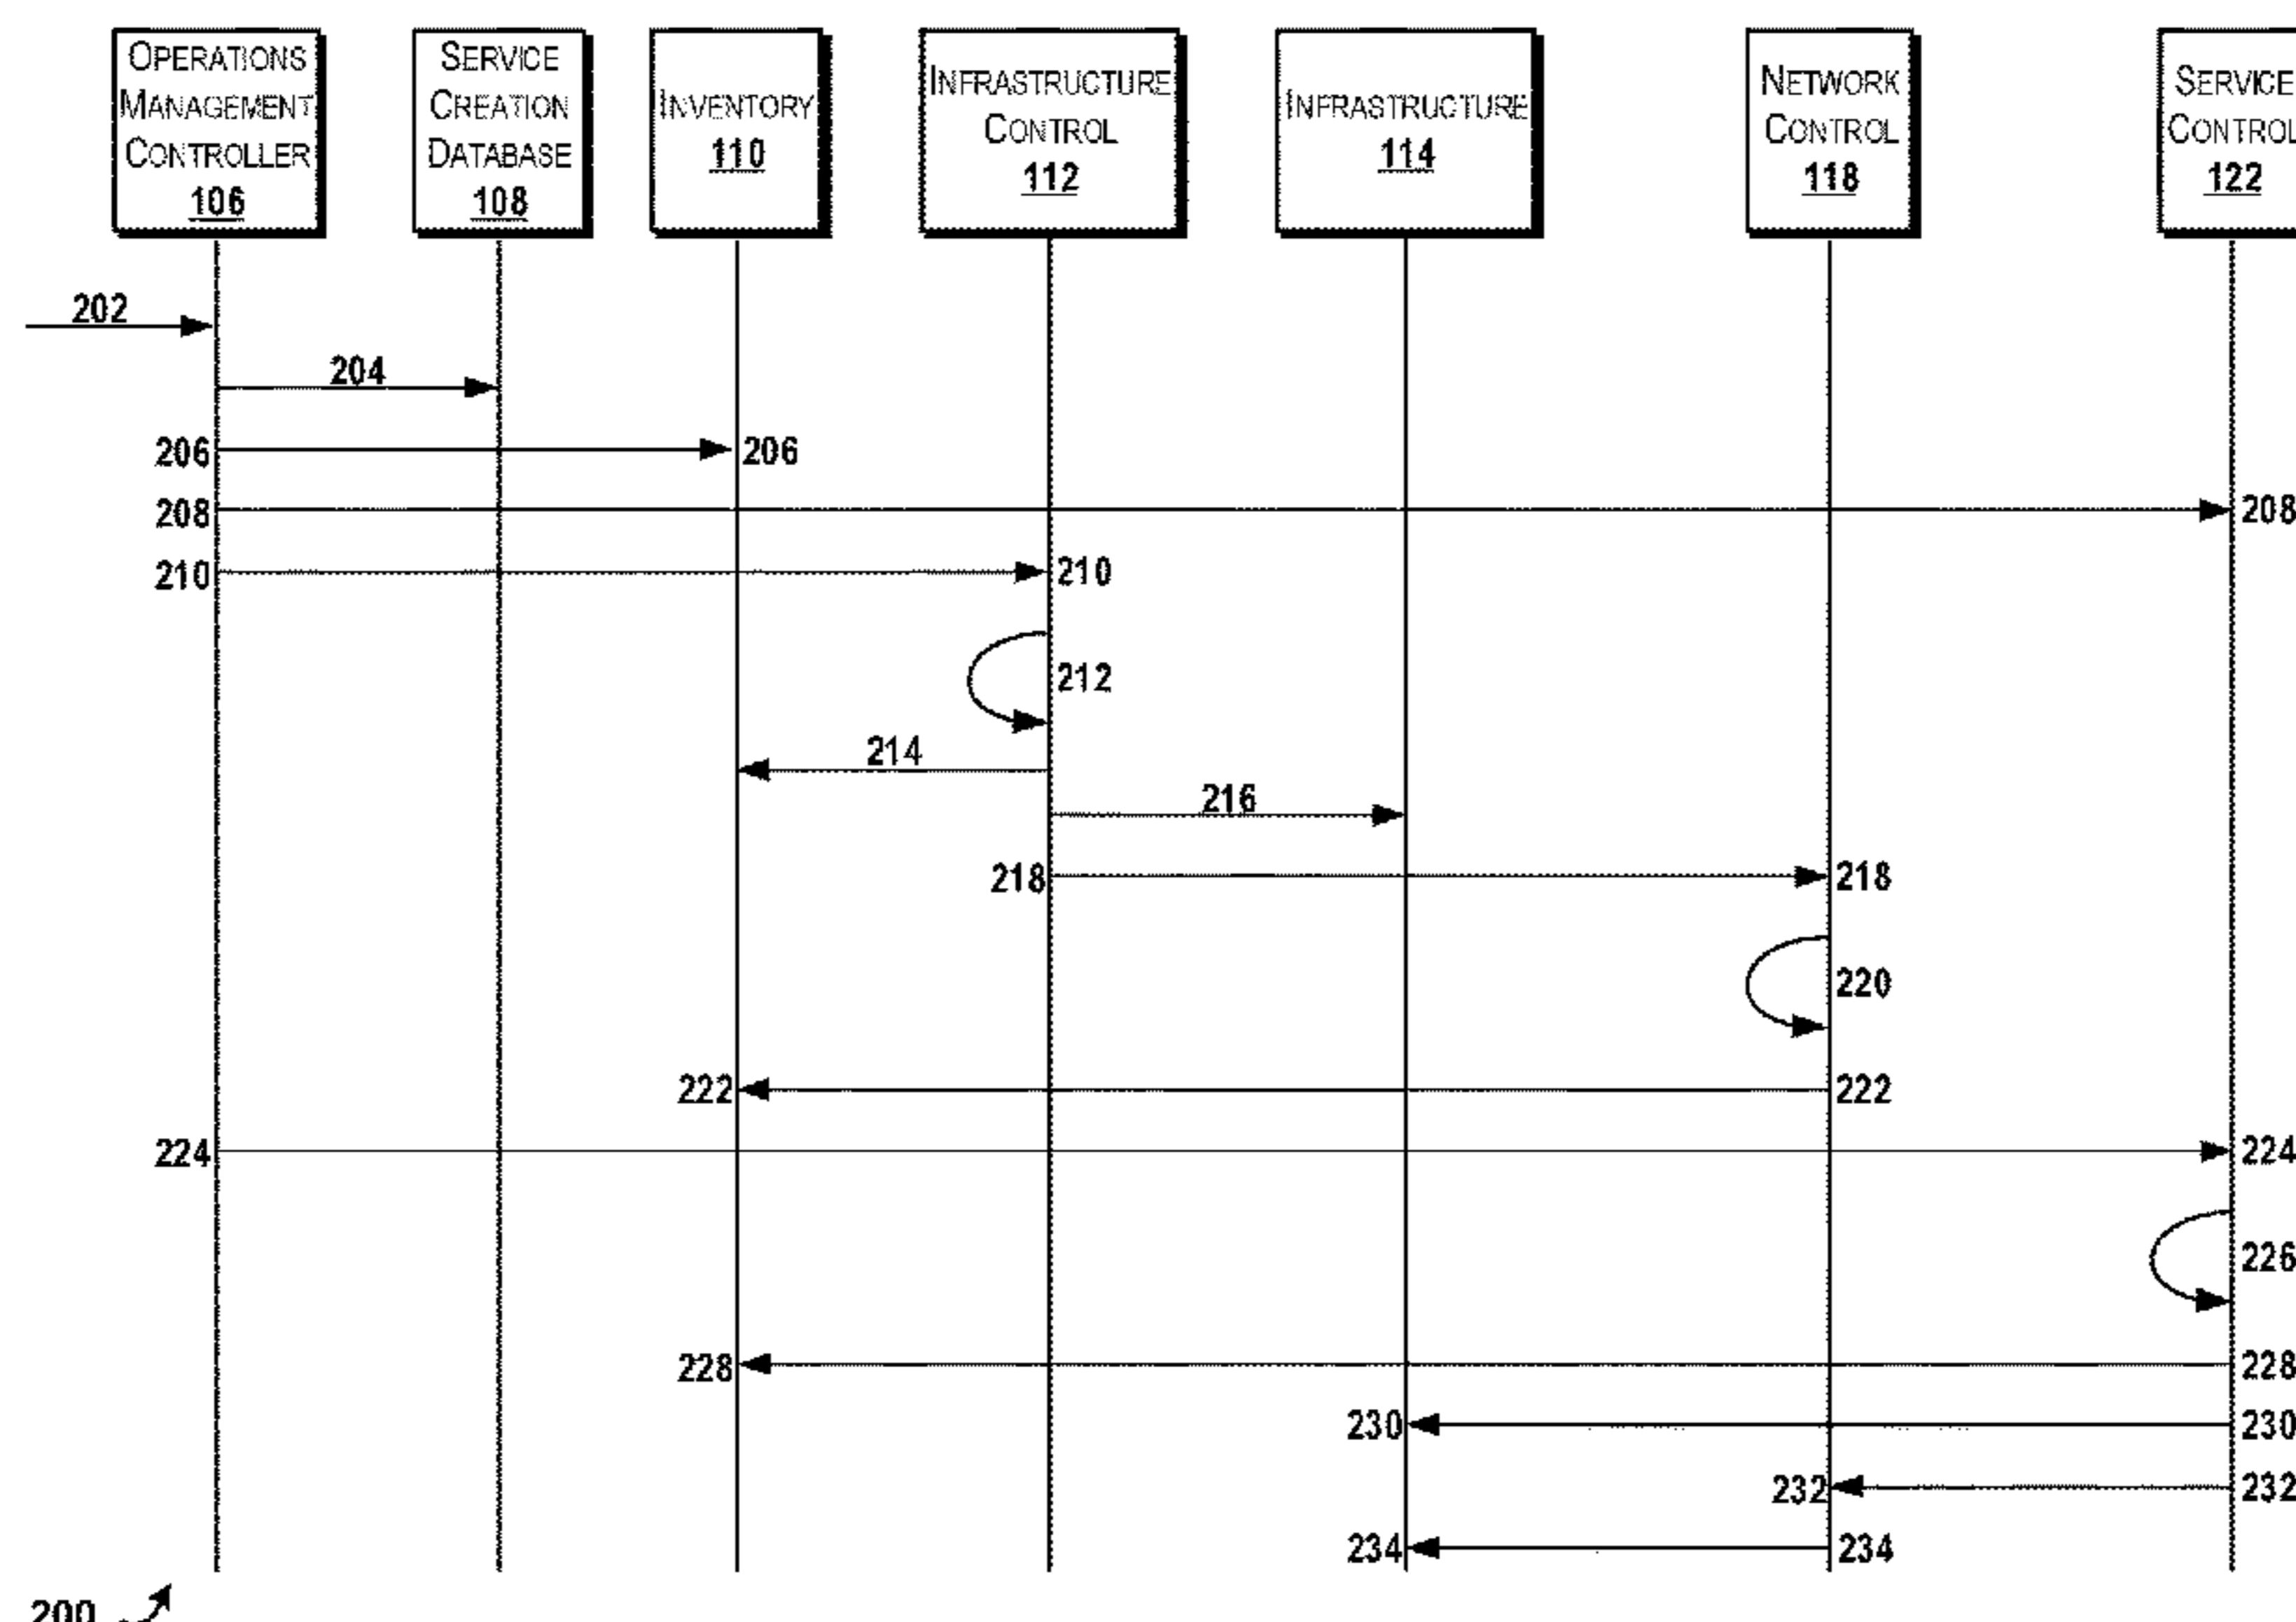 OPERATIONS
MANAGEMENT
CONTROLLER
106
SERVICE
CREATION
DATABASE
108
INVENTORY
110
INFRASTRUCTURE
CONTROL
112
INFRASTRUCTURE
114
NETWORK
CONTROL
118
SERVICE
CONTROL
122
202
204
206 206
208 208
210 210
212
214
216
218 218
220
222 222
224 224
226
228 228
230 230
232 232
234 234
200